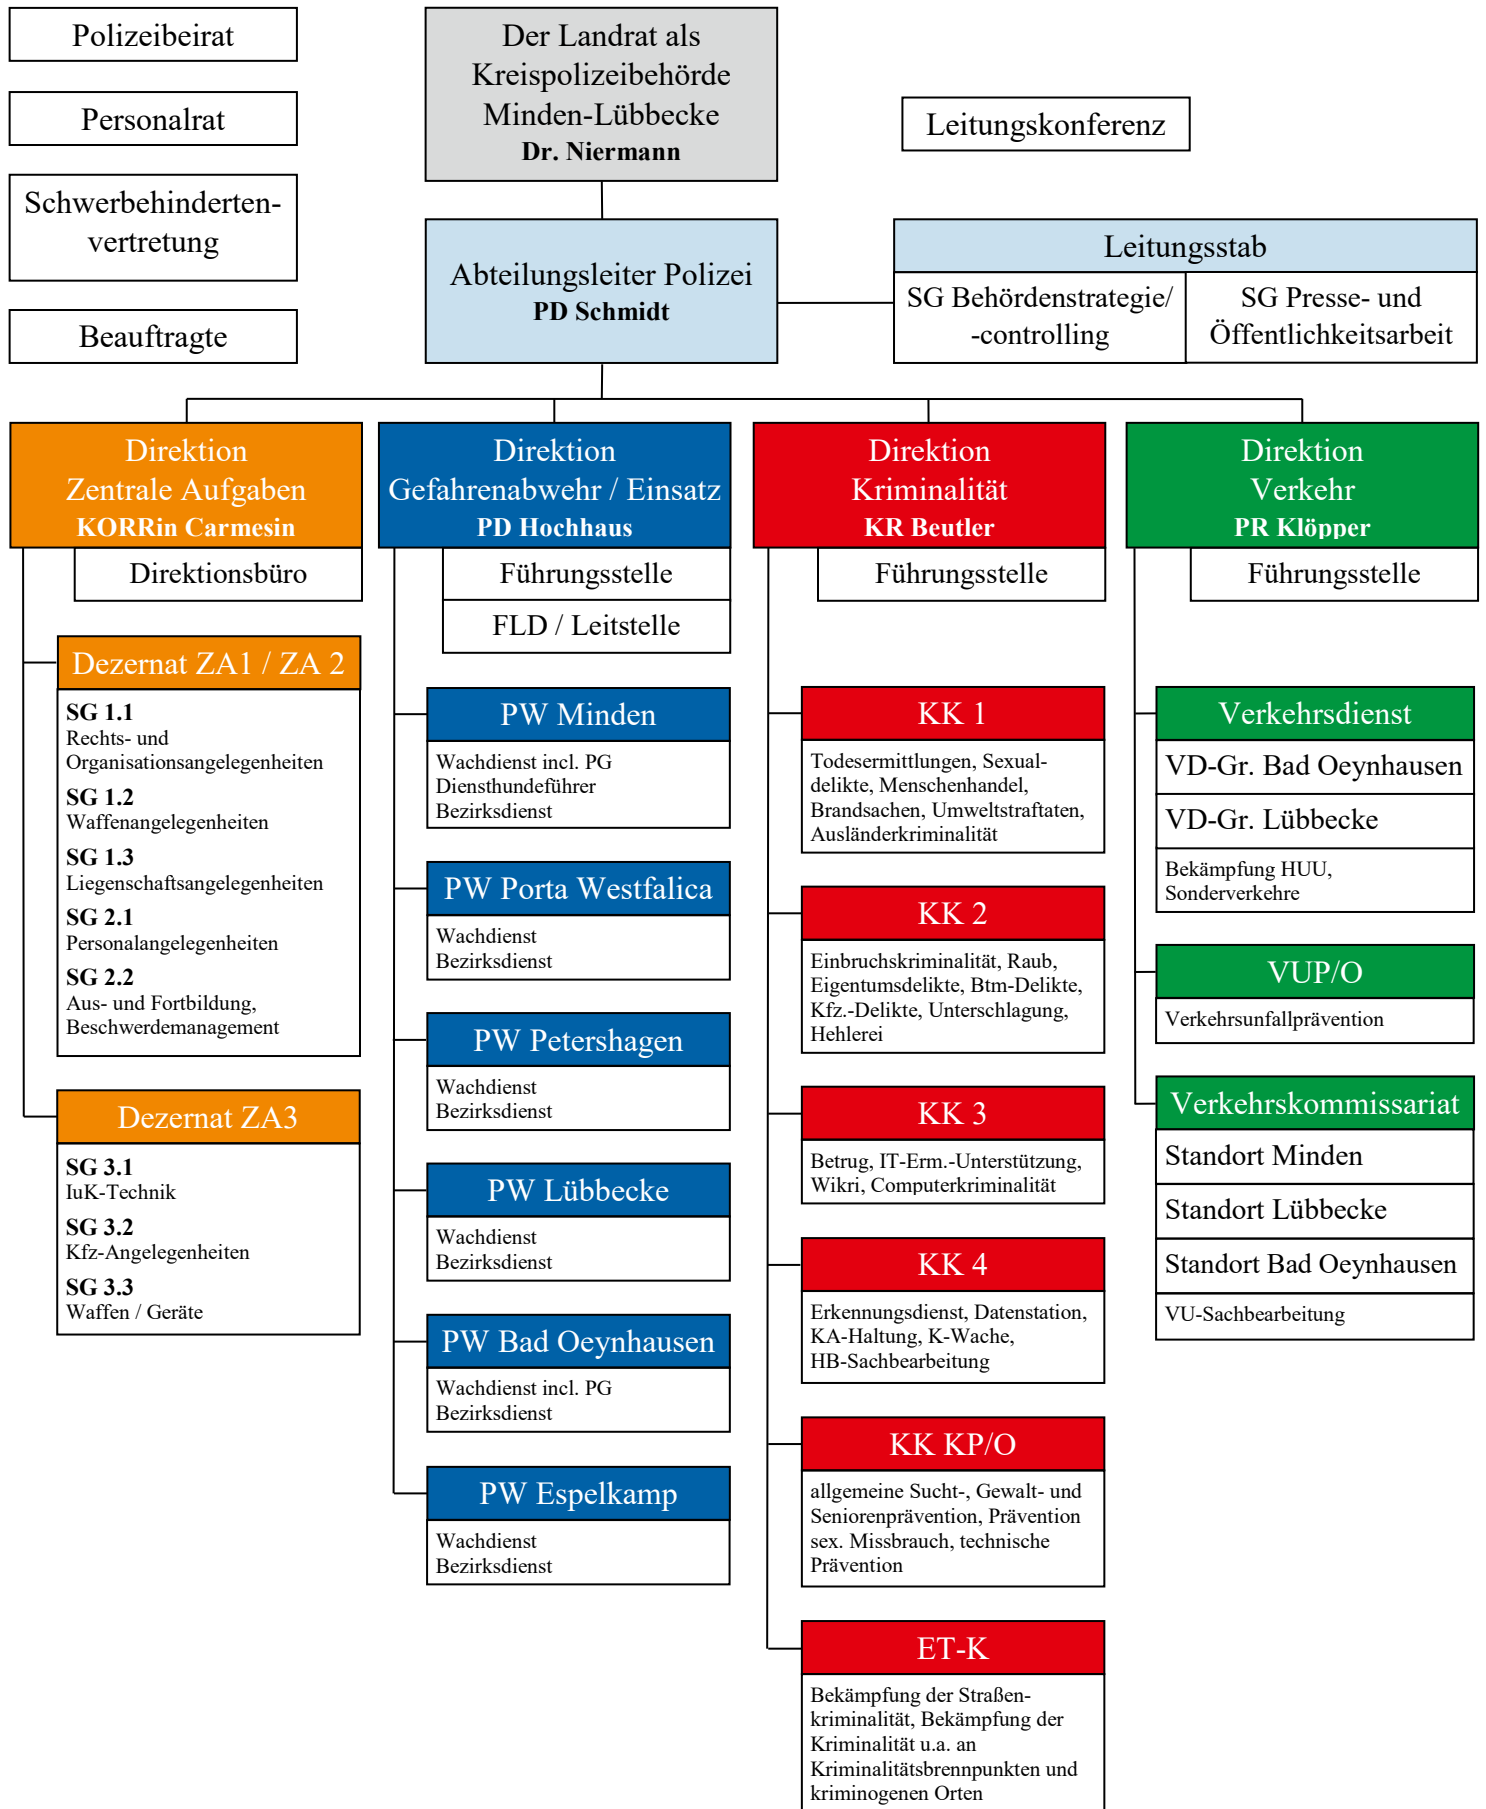 Polizeibeirat
Personalrat
Schwerbehinderten-
vertretung
Beauftragte
Der Landrat als
Kreispolizeibehörde
Minden-Lübbecke
Dr. Niermann
Leitungskonferenz
Abteilungsleiter Polizei
PD Schmidt
Leitungsstab
SG Behördenstrategie/
-controlling
SG Presse- und
Öffentlichkeitsarbeit
Direktion
Zentrale Aufgaben
KORRin Carmesin
Direktionsbüro
Dezernat ZA1 / ZA 2
SG 1.1
Rechts- und
Organisationsangelegenheiten
SG 1.2
Waffenangelegenheiten
SG 1.3
Liegenschaftsangelegenheiten
SG 2.1
Personalangelegenheiten
SG 2.2
Aus- und Fortbildung,
Beschwerdemanagement
Dezernat ZA3
SG 3.1
IuK-Technik
SG 3.2
Kfz-Angelegenheiten
SG 3.3
Waffen / Geräte
Direktion
Gefahrenabwehr / Einsatz
PD Hochhaus
Führungsstelle
FLD / Leitstelle
PW Minden
Wachdienst incl. PG
Diensthundeführer
Bezirksdienst
PW Porta Westfalica
Wachdienst
Bezirksdienst
PW Petershagen
Wachdienst
Bezirksdienst
PW Lübbecke
Wachdienst
Bezirksdienst
PW Bad Oeynhausen
Wachdienst incl. PG
Bezirksdienst
PW Espelkamp
Wachdienst
Bezirksdienst
Direktion
Kriminalität
KR Beutler
Führungsstelle
KK 1
Todesermittlungen, Sexual-
delikte, Menschenhandel,
Brandsachen, Umweltstraftaten,
Ausländerkriminalität
KK 2
Einbruchskriminalität, Raub,
Eigentumsdelikte, Btm-Delikte,
Kfz.-Delikte, Unterschlagung,
Hehlerei
KK 3
Betrug, IT-Erm.-Unterstützung,
Wikri, Computerkriminalität
KK 4
Erkennungsdienst, Datenstation,
KA-Haltung, K-Wache,
HB-Sachbearbeitung
KK KP/O
allgemeine Sucht-, Gewalt- und
Seniorenprävention, Prävention
sex. Missbrauch, technische
Prävention
ET-K
Bekämpfung der Straßen-
kriminalität, Bekämpfung der
Kriminalität u.a. an
Kriminalitätsbrennpunkten und
kriminogenen Orten
Direktion
Verkehr
PR Klöpper
Führungsstelle
Verkehrsdienst
VD-Gr. Bad Oeynhausen
VD-Gr. Lübbecke
Bekämpfung HUU,
Sonderverkehre
VUP/O
Verkehrsunfallprävention
Verkehrskommissariat
Standort Minden
Standort Lübbecke
Standort Bad Oeynhausen
VU-Sachbearbeitung